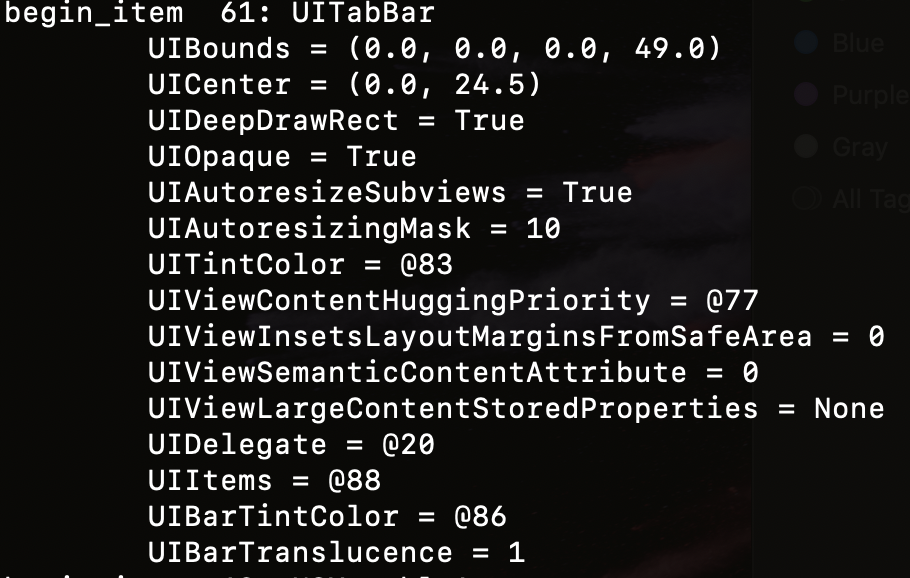 begin_item  61: UITabBar
UIBounds = (0.0, 0.0, 0.0, 49.0)
UICenter = (0.0, 24.5)
UIDeepDrawRect = True
UIOpaque = True
UIAutoresizeSubviews = True
UIAutoresizingMask = 10
UITintColor = @83
UIViewContentHuggingPriority = @77
UIViewInsetsLayoutMarginsFromSafeArea = 0
UIViewSemanticContentAttribute = 0
UIViewLargeContentStoredProperties = None
UIDelegate = @20
UIItems = @88
UIBarTintColor = @86
UIBarTranslucence = 1
Blue
Purple
Gray
All Tag